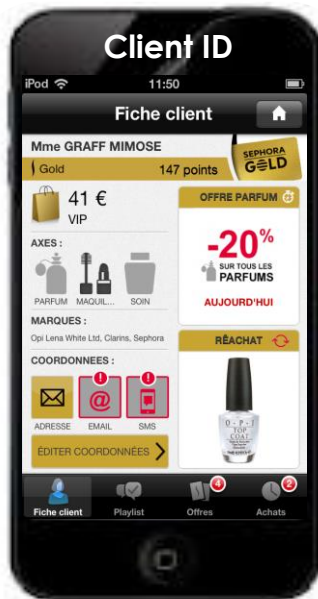 Client ID
iPod
11:50
Fiche client
Mme GRAFF MIMOSE
SEPHORA
GOLD
Gold
147 points
41 €
VIP
AXES :
PARFUM
MAQUIL...
SOIN
MARQUES :
Opi Lena White Ltd, Clarins, Sephora
COORDONNEES :
ADRESSE
EMAIL
SMS
ÉDITER COORDONNÉES
OFFRE PARFUM
-20%
SUR TOUS LES
PARFUMS
AUJOURD'HUI
RÉACHAT
O·P·I
TOP
COAT
Fiche client
Playlist
4
Offres
2
Achats